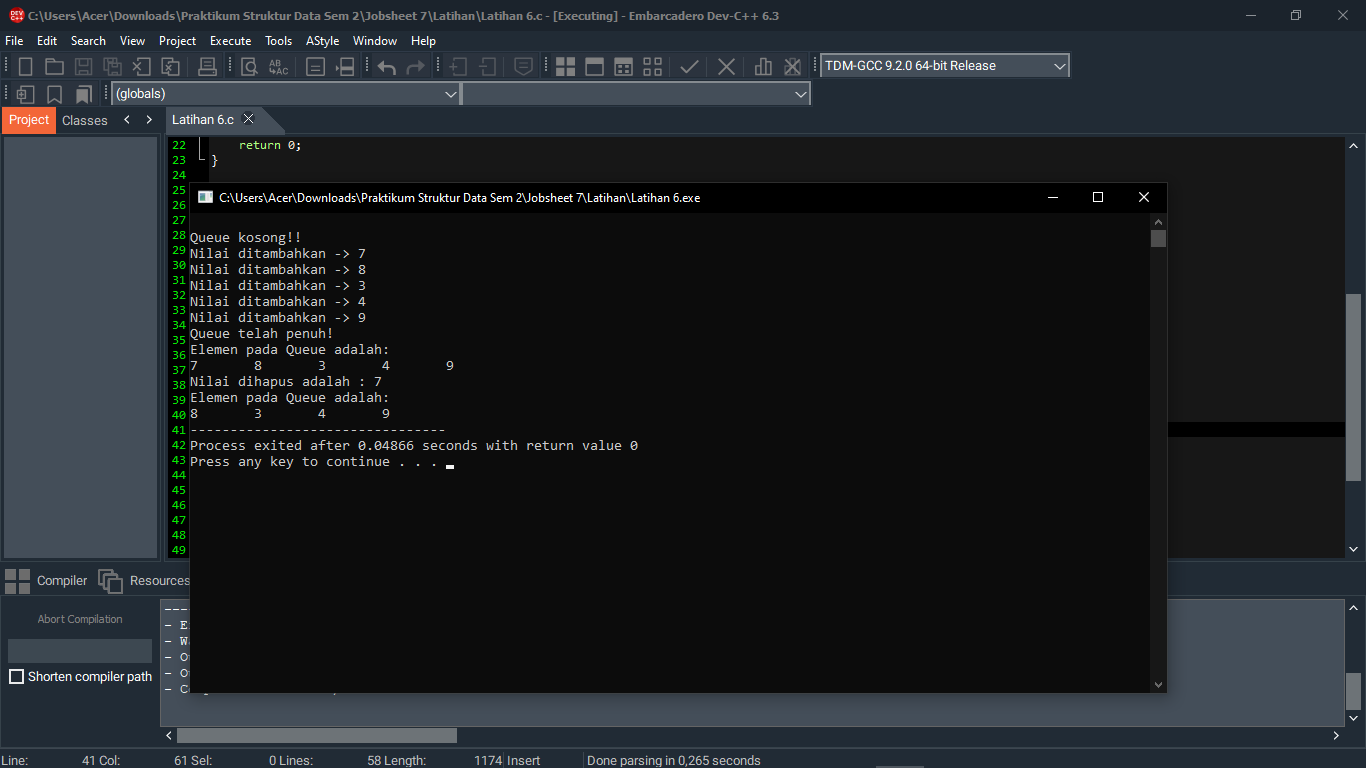 C:\Users\Acer\Downloads\Praktikum Struktur Data Sem 2\Jobsheet 7\Latihan\Latihan 6.c - [Executing] - Embarcadero Dev-C++ 6.3
File Edit Search View Project Execute Tools AStyle Window Help
TDM-GCC 9.2.0 64-bit Release
(globals)
Project Classes
Latihan 6.c
22 return 0;
23 }
24
25
26
27
28
29
30
31
32
33
34
35
36
37
38
39
40
41
42
43
44
45
46
47
48
49
C:\Users\Acer\Downloads\Praktikum Struktur Data Sem 2\Jobsheet 7\Latihan\Latihan 6.exe
Queue kosong!!
Nilai ditambahkan -> 7
Nilai ditambahkan -> 8
Nilai ditambahkan -> 3
Nilai ditambahkan -> 4
Nilai ditambahkan -> 9
Queue telah penuh!
Elemen pada Queue adalah:
7 8 3 4 9
Nilai dihapus adalah : 7
Elemen pada Queue adalah:
8 3 4 9
--------------------------------
Process exited after 0.04866 seconds with return value 0
Press any key to continue . . .
Compiler Resources
Abort Compilation
Shorten compiler path
Line: 41 Col: 61 Sel: 0 Lines: 58 Length: 1174 Insert Done parsing in 0,265 seconds